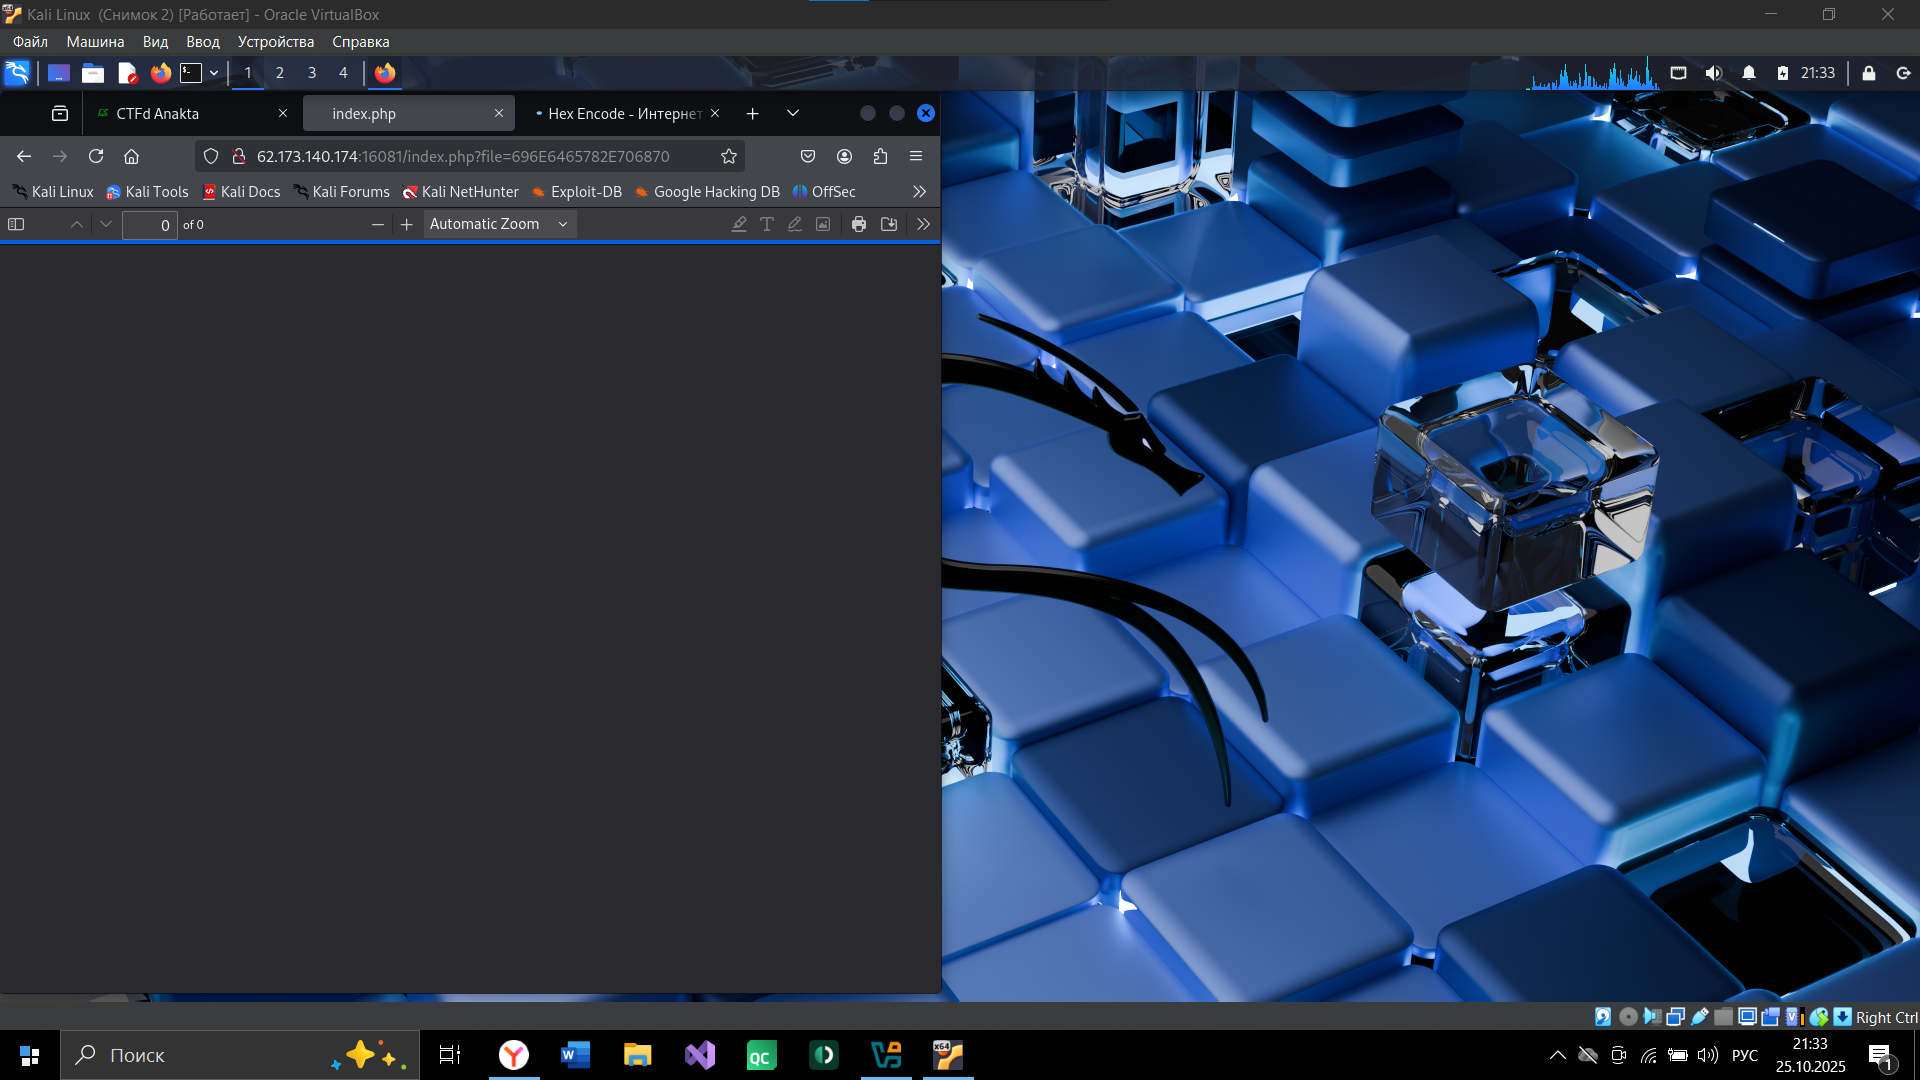 Kali Linux (Снимок 2) [Работает] - Oracle VirtualBox
Файл Машина Вид Ввод Устройства Справка
1 2 3 4 21:33
CTFd Anakta index.php Hex Encode - Интернет
62.173.140.174:16081/index.php?file=696E6465782E706870
Kali Linux Kali Tools Kali Docs Kali Forums Kali NetHunter Exploit-DB Google Hacking DB OffSec
0 of 0 Automatic Zoom
Right Ctrl
Поиск
РУС
21:33
25.10.2025
1